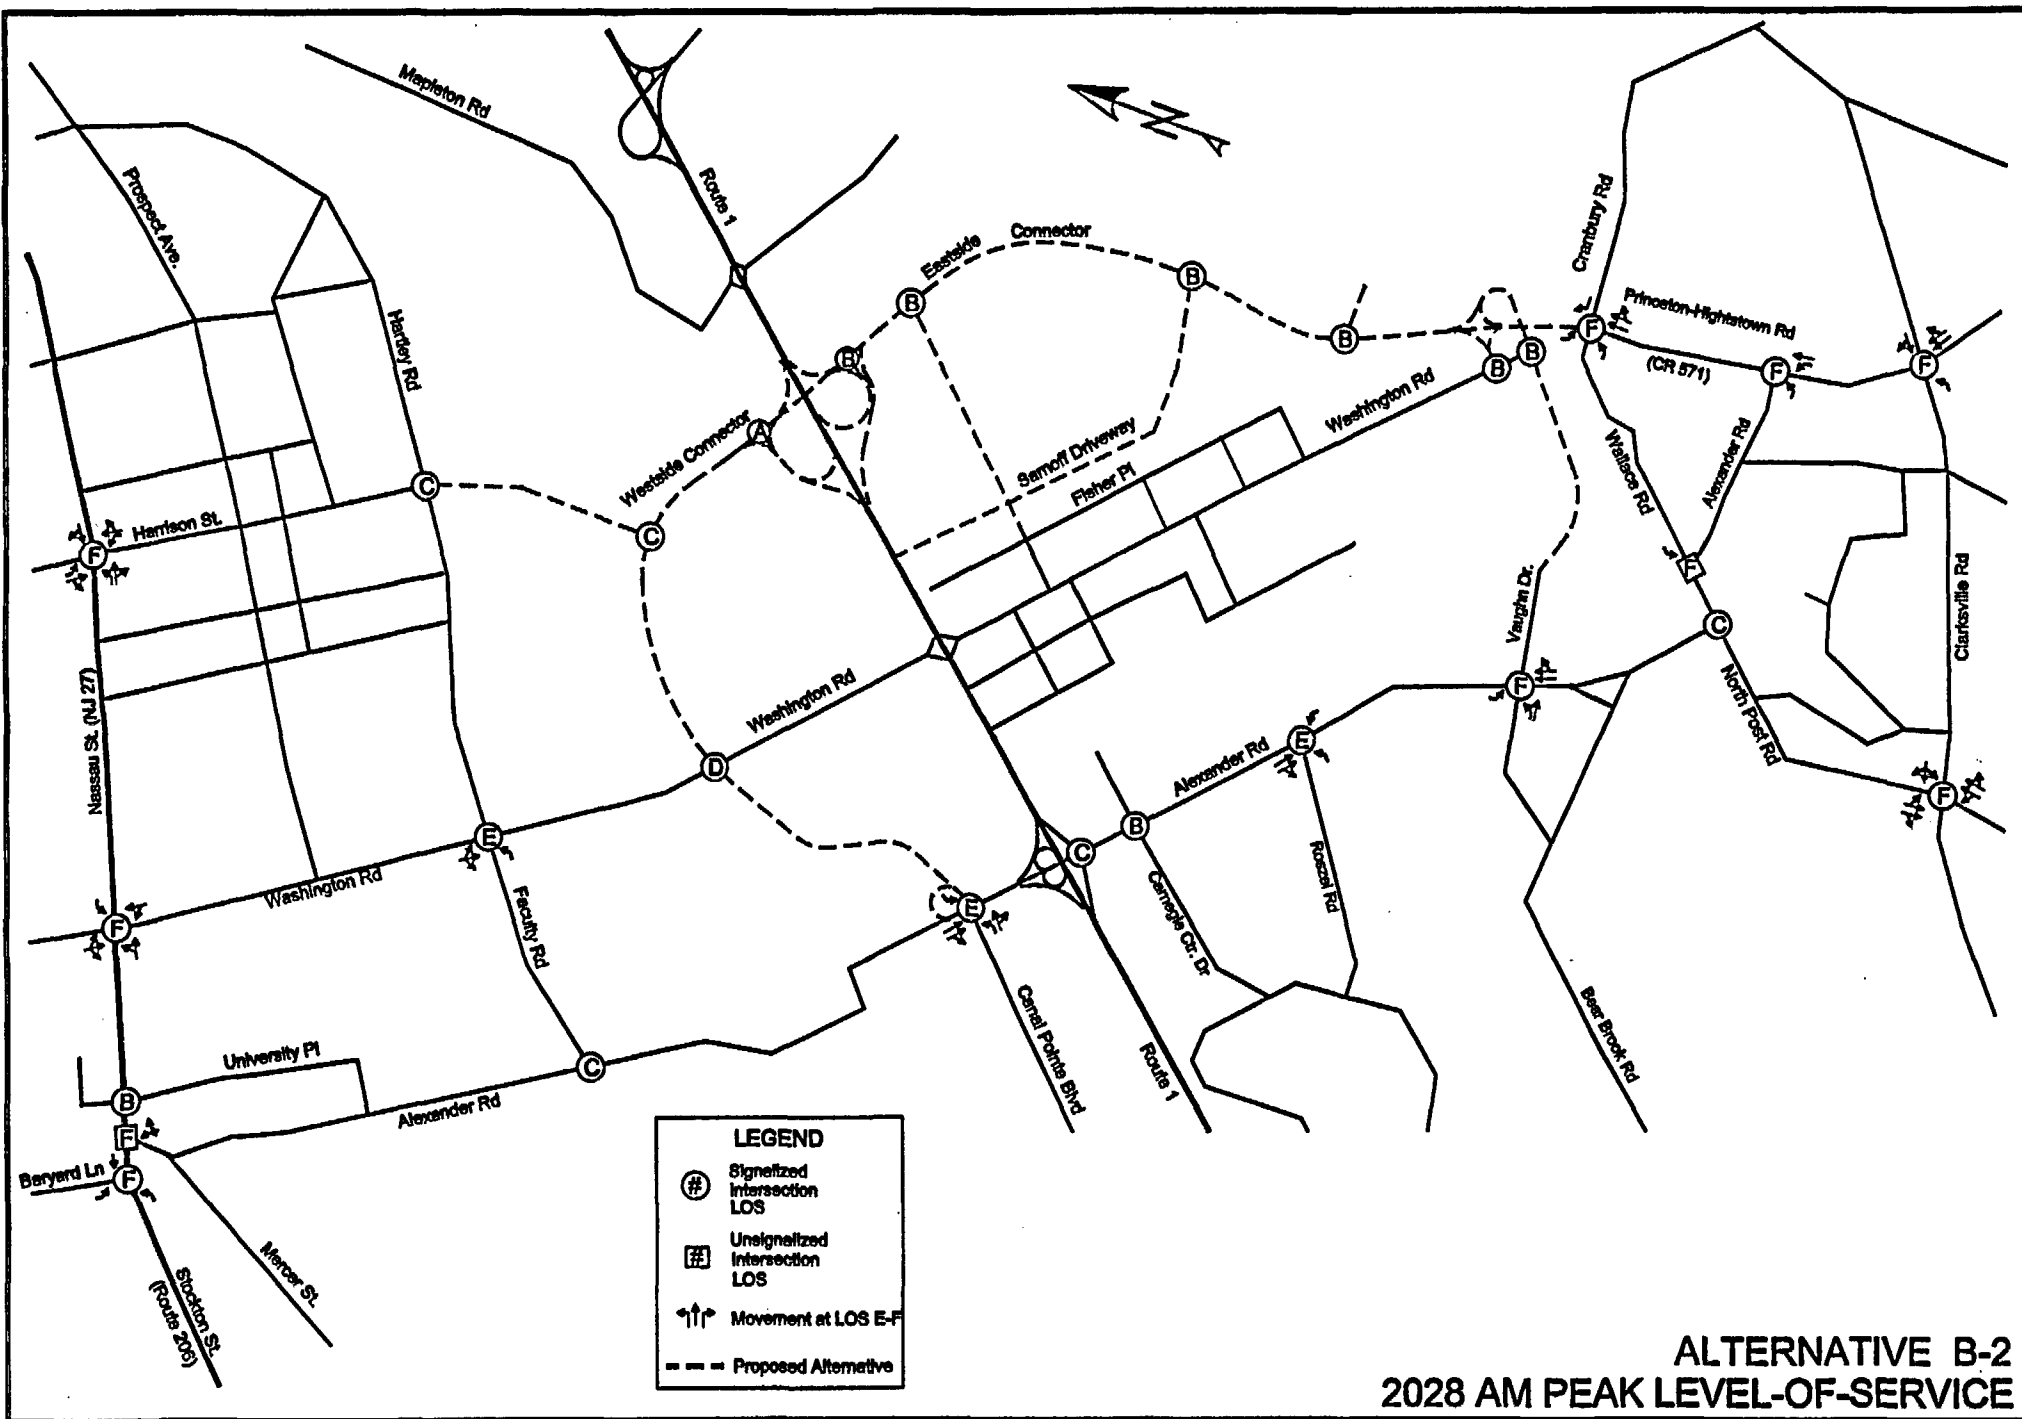 Mapleton Rd
Route 1
N
Prospect Ave.
Cranbury Rd
Eastside
Connector
B
B
B
Princeton-Hightstown Rd
(CR 571)
F
F
F
B
B
B
Hartley Rd
Westside Connector
A
Washington Rd
Sarnoff Driveway
Fisher Pl
Wallace Rd
Alexander Rd
C
Harrison St.
F
C
F
Vaughn Dr.
Clarksville Rd
C
Nassau St. (NJ 27)
Washington Rd
D
F
North Post Rd
Alexander Rd
E
F
E
B
C
Washington Rd
F
Faculty Rd
E
Carnegie Ctr. Dr
Roszel Rd
Canal Pointe Blvd
Route 1
Bear Brook Rd
University Pl
C
B
Alexander Rd
F
Baryard Ln
F
Mercer St.
Stockton St.
(Route 206)
LEGEND
# Signalized
Intersection
LOS
# Unsignalized
Intersection
LOS
Movement at LOS E-F
Proposed Alternative
ALTERNATIVE B-2
2028 AM PEAK LEVEL-OF-SERVICE